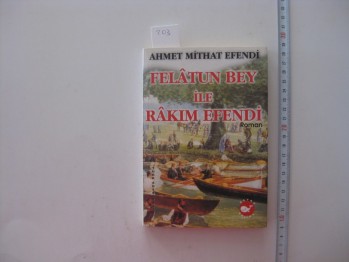 AHMET MİTHAT EFENDİ
FELÂTUN BEY
İLE
RÂKIM EFENDİ
Roman